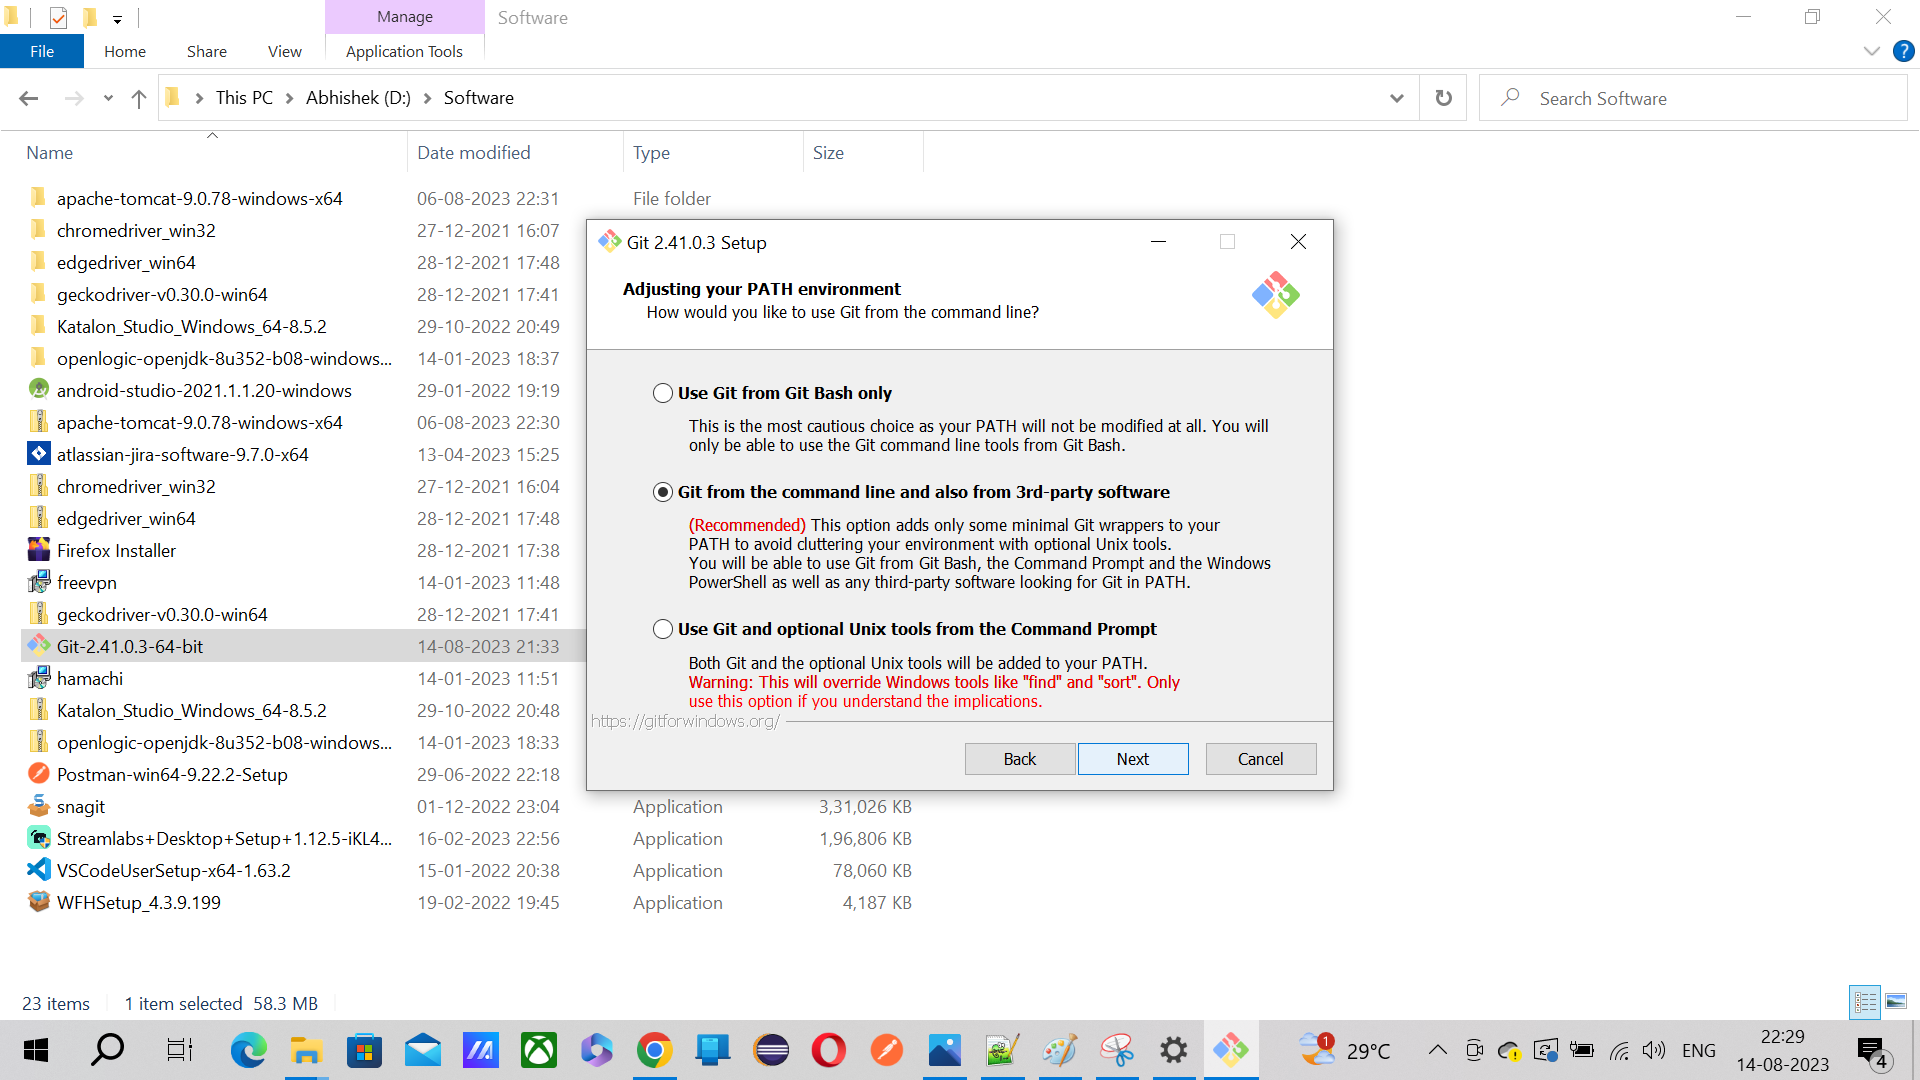 Manage
Software
File
Home
Share
View
Application Tools
This PC
Abhishek (D:)
Software
Search Software
Name
Date modified
Type
Size
apache-tomcat-9.0.78-windows-x64 06-08-2023 22:31 File folder
chromedriver_win32 27-12-2021 16:07
edgedriver_win64 28-12-2021 17:48
geckodriver-v0.30.0-win64 28-12-2021 17:41
Katalon_Studio_Windows_64-8.5.2 29-10-2022 20:49
openlogic-openjdk-8u352-b08-windows... 14-01-2023 18:37
android-studio-2021.1.1.20-windows 29-01-2022 19:19
apache-tomcat-9.0.78-windows-x64 06-08-2023 22:30
atlassian-jira-software-9.7.0-x64 13-04-2023 15:25
chromedriver_win32 27-12-2021 16:04
edgedriver_win64 28-12-2021 17:48
Firefox Installer 28-12-2021 17:38
freevpn 14-01-2023 11:48
geckodriver-v0.30.0-win64 28-12-2021 17:41
Git-2.41.0.3-64-bit 14-08-2023 21:33
hamachi 14-01-2023 11:51
Katalon_Studio_Windows_64-8.5.2 29-10-2022 20:48
openlogic-openjdk-8u352-b08-windows... 14-01-2023 18:33
Postman-win64-9.22.2-Setup 29-06-2022 22:18
snagit 01-12-2022 23:04 Application 3,31,026 KB
Streamlabs+Desktop+Setup+1.12.5-iKL4... 16-02-2023 22:56 Application 1,96,806 KB
VSCodeUserSetup-x64-1.63.2 15-01-2022 20:38 Application 78,060 KB
WFHSetup_4.3.9.199 19-02-2022 19:45 Application 4,187 KB
Git 2.41.0.3 Setup
Adjusting your PATH environment
How would you like to use Git from the command line?
Use Git from Git Bash only
This is the most cautious choice as your PATH will not be modified at all. You will
only be able to use the Git command line tools from Git Bash.
Git from the command line and also from 3rd-party software
(Recommended) This option adds only some minimal Git wrappers to your
PATH to avoid cluttering your environment with optional Unix tools.
You will be able to use Git from Git Bash, the Command Prompt and the Windows
PowerShell as well as any third-party software looking for Git in PATH.
Use Git and optional Unix tools from the Command Prompt
Both Git and the optional Unix tools will be added to your PATH.
Warning: This will override Windows tools like "find" and "sort". Only
use this option if you understand the implications.
https://gitforwindows.org/
Back
Next
Cancel
23 items
1 item selected 58.3 MB
1
29°C
ENG
22:29
14-08-2023
4